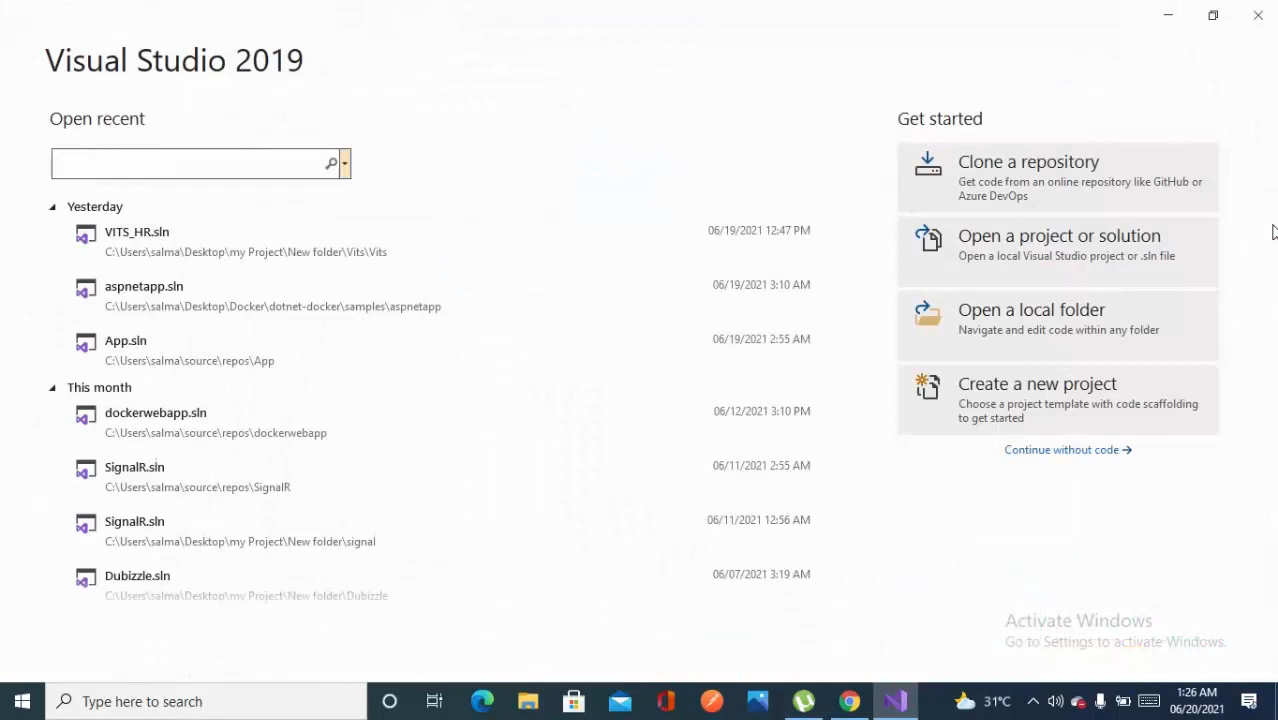 Visual Studio 2019
Open recent
Yesterday
VITS_HR.sln
06/19/2021 12:47 PM
C:\Users\salma\Desktop\my Project\New folder\Vits\Vits
aspnetapp.sln
06/19/2021 3:10 AM
C:\Users\salma\Desktop\Docker\dotnet-docker\samples\aspnetapp
App.sln
06/19/2021 2:55 AM
C:\Users\salma\source\repos\App
This month
dockerwebapp.sln
06/12/2021 3:10 PM
C:\Users\salma\source\repos\dockerwebapp
SignalR.sln
06/11/2021 2:55 AM
C:\Users\salma\source\repos\SignalR
SignalR.sln
06/11/2021 12:56 AM
C:\Users\salma\Desktop\my Project\New folder\signal
Dubizzle.sln
06/07/2021 3:19 AM
C:\Users\salma\Desktop\my Project\New folder\Dubizzle
Get started
Clone a repository
Get code from an online repository like GitHub or
Azure DevOps
Open a project or solution
Open a local Visual Studio project or .sln file
Open a local folder
Navigate and edit code within any folder
Create a new project
Choose a project template with code scaffolding
to get started
Continue without code →
Activate Windows
Go to Settings to activate Windows.
Type here to search
31°C
1:26 AM
06/20/2021